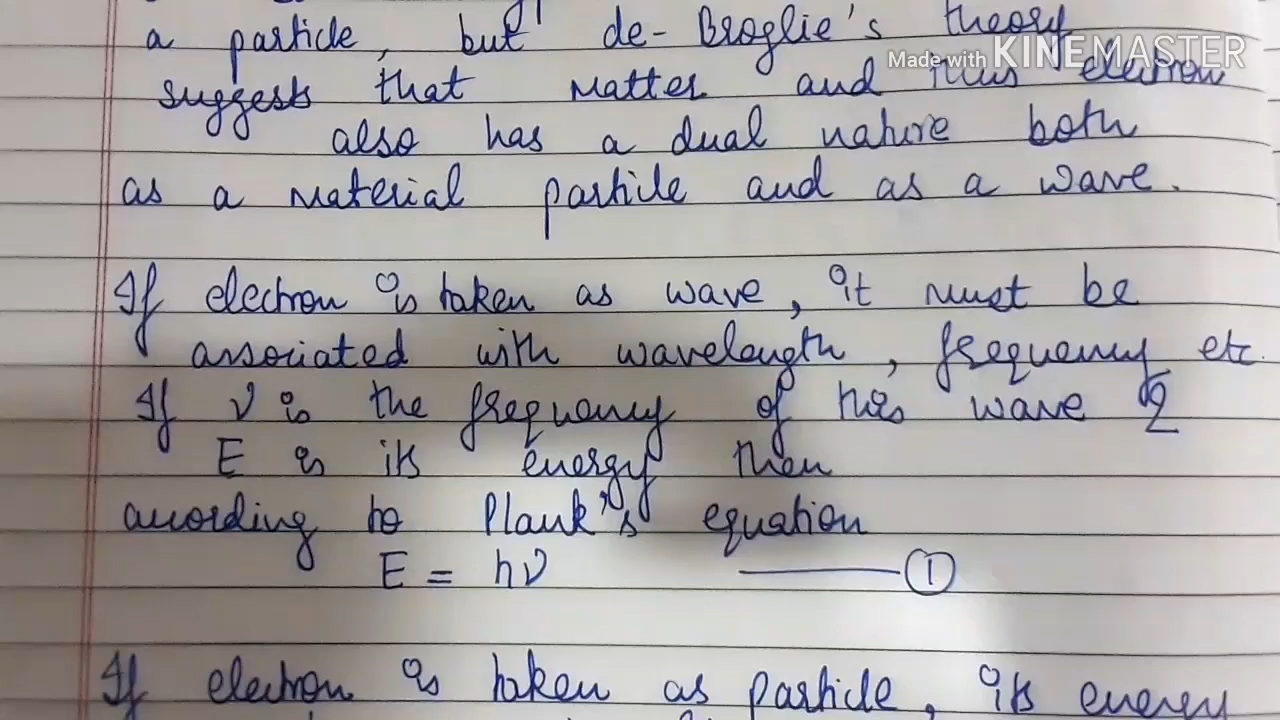 a particle, but de-Broglie's theory
Made with KINEMASTER
suggests that matter and thus electron
also has a dual nature both
as a material particle and as a wave.
If electron is taken as wave, it must be
associated with wavelength, frequency etc.
If ν is the frequency of this wave &
E is its energy then
according to Plank's equation
E = hν ——— ①
If electron is taken as particle, its energy